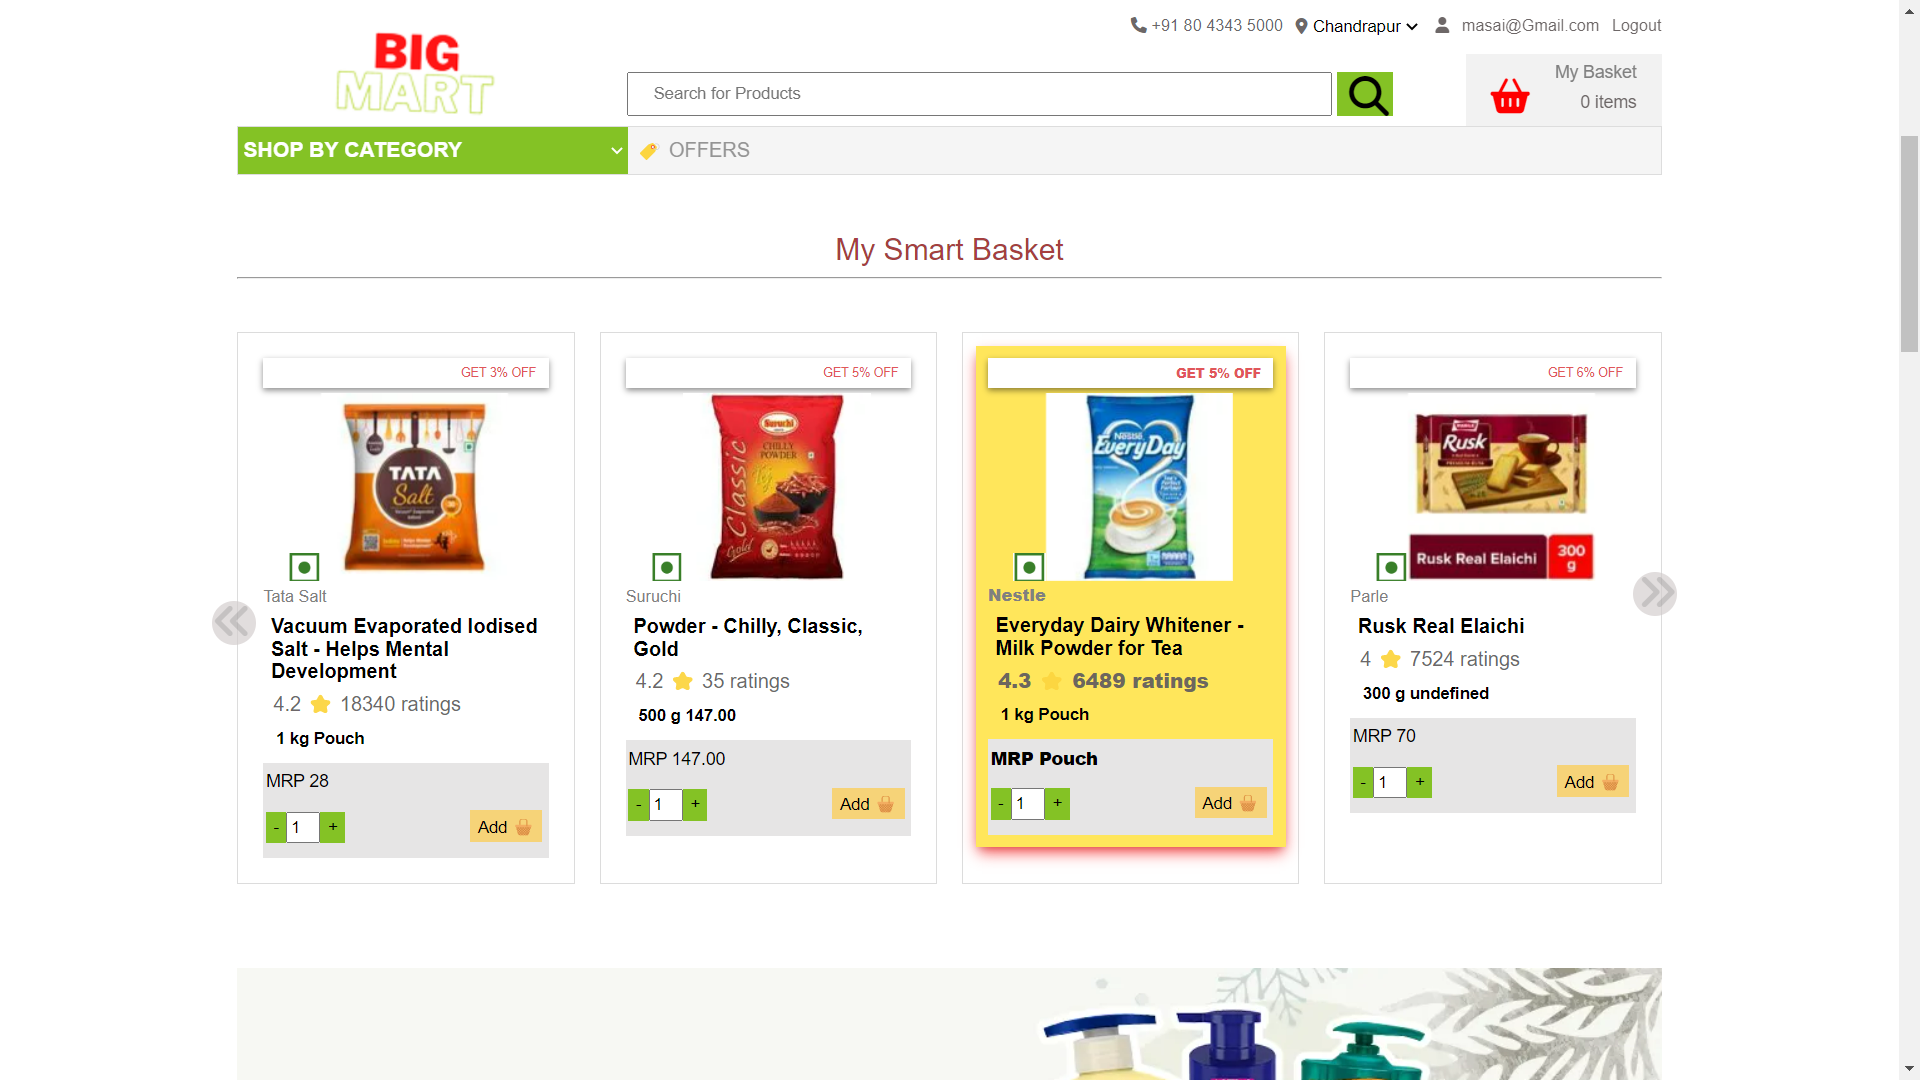 +91 80 4343 5000 Chandrapur masai@Gmail.com Logout
BIG
MART
Search for Products
My Basket
0 items
SHOP BY CATEGORY
OFFERS
My Smart Basket
GET 3% OFF
TATA
Salt
Tata Salt
Vacuum Evaporated Iodised
Salt - Helps Mental
Development
4.2 18340 ratings
1 kg Pouch
MRP 28
- 1 + Add
GET 5% OFF
Suruchi
CHILLY
POWDER
Classic
Gold
Suruchi
Powder - Chilly, Classic,
Gold
4.2 35 ratings
500 g 147.00
MRP 147.00
- 1 + Add
GET 5% OFF
Nestle
EveryDay
Nestle
Everyday Dairy Whitener -
Milk Powder for Tea
4.3 6489 ratings
1 kg Pouch
MRP Pouch
- 1 + Add
GET 6% OFF
PARLE
Rusk
Rusk Real Elaichi 300
g
Parle
Rusk Real Elaichi
4 7524 ratings
300 g undefined
MRP 70
- 1 + Add